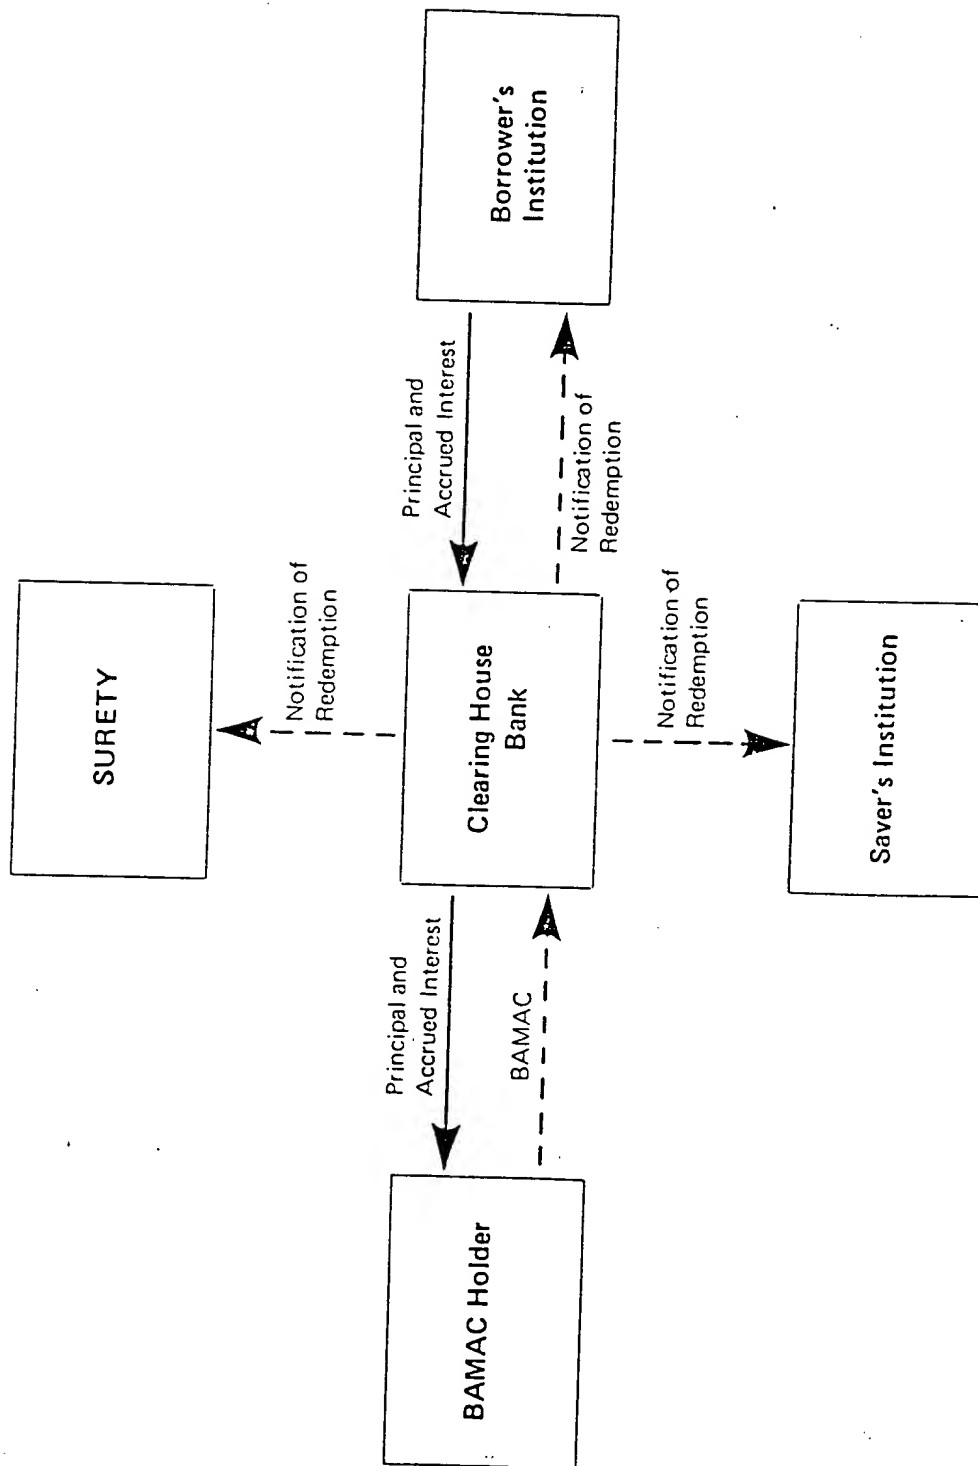 SURETY
Notification of
Redemption
BAMAC Holder
Principal and
Accrued Interest
BAMAC
Clearing House
Bank
Principal and
Accrued Interest
Notification of
Redemption
Borrower's
Institution
Notification of
Redemption
Saver's Institution